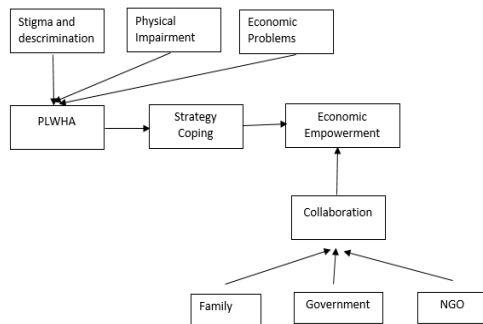 Stigma and
descrimination
Physical
Impairment
Economic
Problems
PLWHA
Strategy
Coping
Economic
Empowerment
Collaboration
Family
Government
NGO